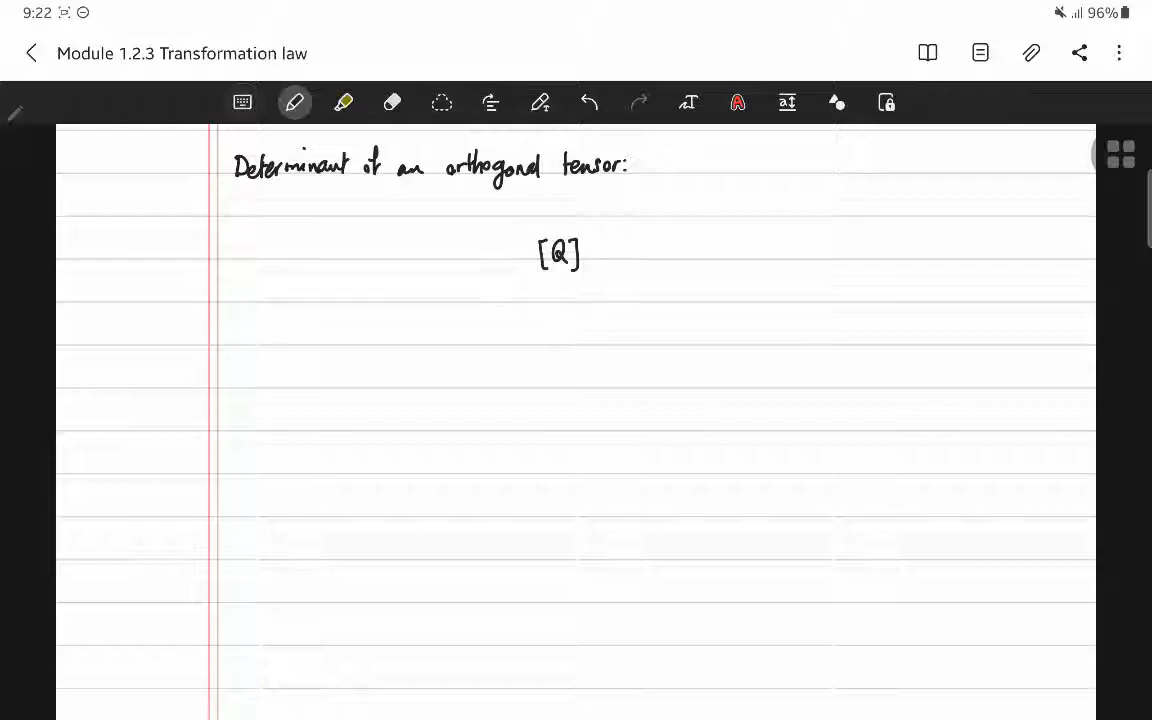 9:22 96%
Module 1.2.3 Transformation law
Determinant of an orthogonal tensor:
[Q]